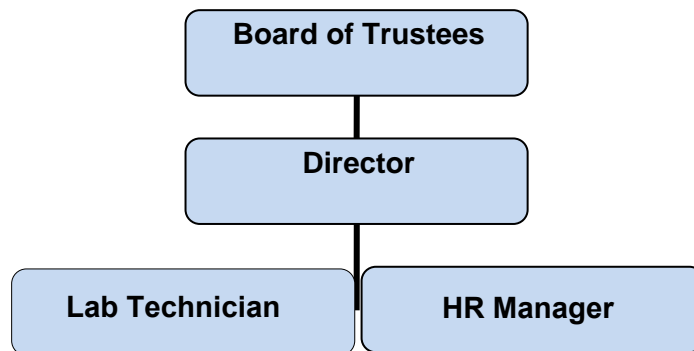 Board of Trustees
Director
Lab Technician
HR Manager